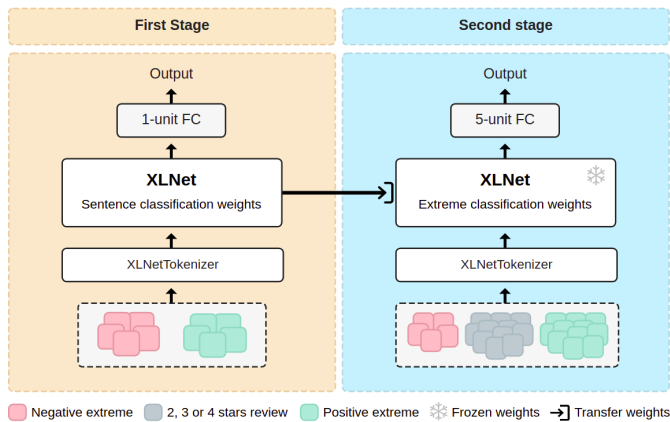 First Stage
Second stage
Output
1-unit FC
XLNet
Sentence classification weights
XLNetTokenizer
Output
5-unit FC
XLNet
Extreme classification weights
XLNetTokenizer
Negative extreme
2, 3 or 4 stars review
Positive extreme
Frozen weights
Transfer weights